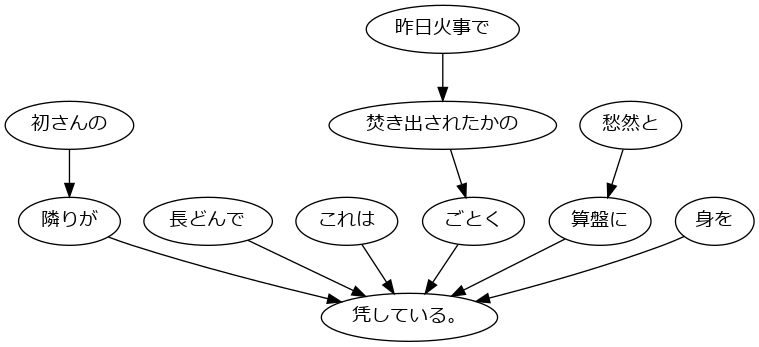 昨日火事で
初さんの
焚き出されたかの
愁然と
隣りが
長どんで
これは
ごとく
算盤に
身を
凭している。